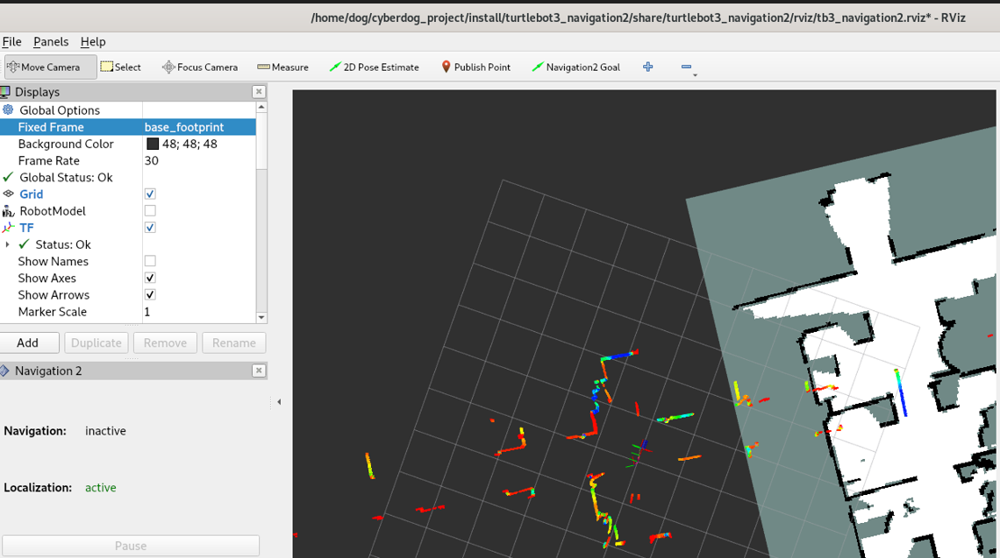 /home/dog/cyberdog_project/install/turtlebot3_navigation2/share/turtlebot3_navigation2/rviz/tb3_navigation2.rviz* - RViz
File Panels Help
Move Camera Select Focus Camera Measure 2D Pose Estimate Publish Point Navigation2 Goal
Displays
Global Options
Fixed Frame base_footprint
Background Color 48; 48; 48
Frame Rate 30
Global Status: Ok
Grid
RobotModel
TF
Status: Ok
Show Names
Show Axes
Show Arrows
Marker Scale 1
Add Duplicate Remove Rename
Navigation 2
Navigation: inactive
Localization: active
Pause